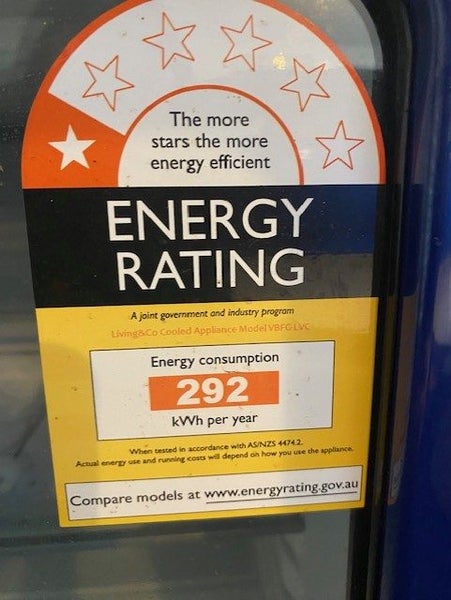 The more
stars the more
energy efficient
ENERGY
RATING
A joint government and industry program
Living&Co Cooled Appliance Model VBFG-LVC
Energy consumption
292
kWh per year
When tested in accordance with AS/NZS 4474.2.
Actual energy use and running costs will depend on how you use the appliance.
Compare models at www.energyrating.gov.au